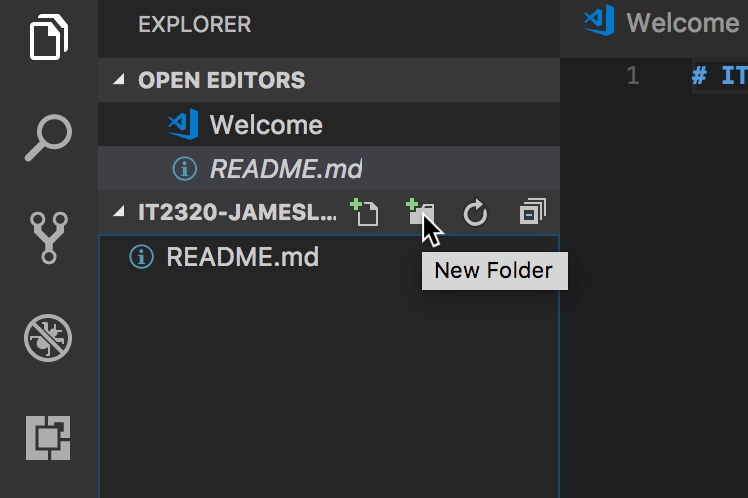 EXPLORER
Welcome
OPEN EDITORS
1 # IT
Welcome
README.md
IT2320-JAMESL...
README.md
New Folder